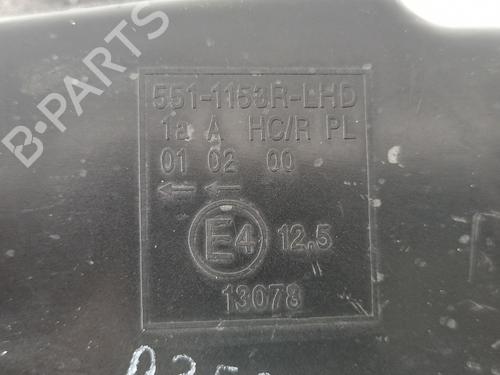 551-1153R-LHD
1a A HC/R PL
01 02 00
← ←
E4 12,5
13078
B PARTS